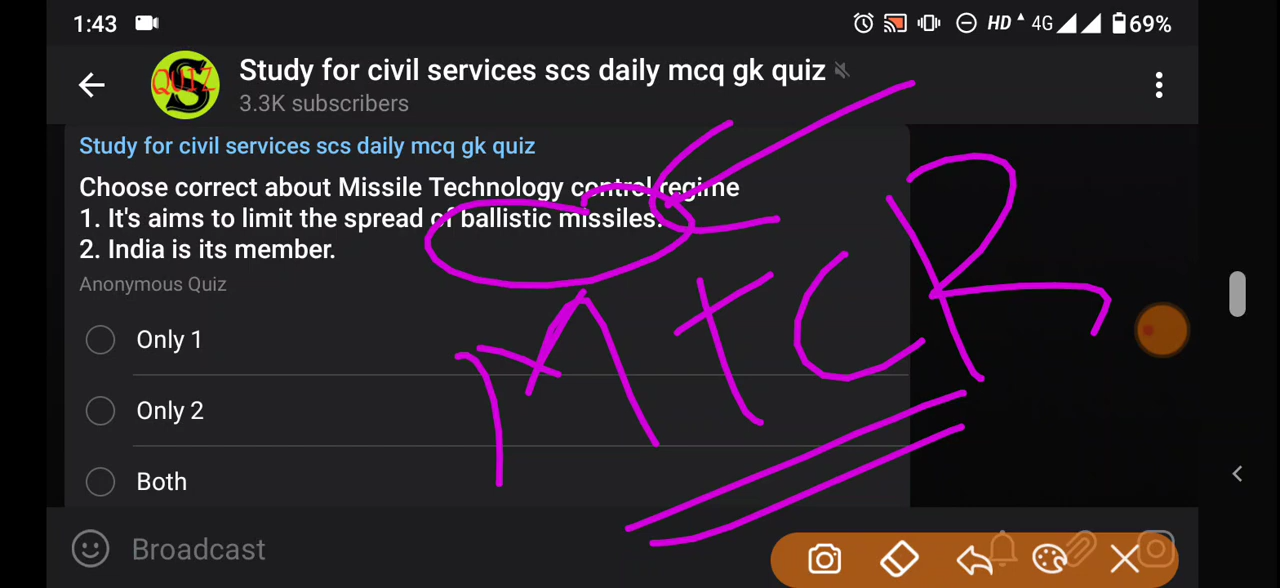 1:43 HD 4G 69%
QUIZ S
Study for civil services scs daily mcq gk quiz
3.3K subscribers
Study for civil services scs daily mcq gk quiz
Choose correct about Missile Technology control regime
1. It's aims to limit the spread of ballistic missiles.
2. India is its member.
Anonymous Quiz
Only 1
Only 2
Both
MTCR
Broadcast